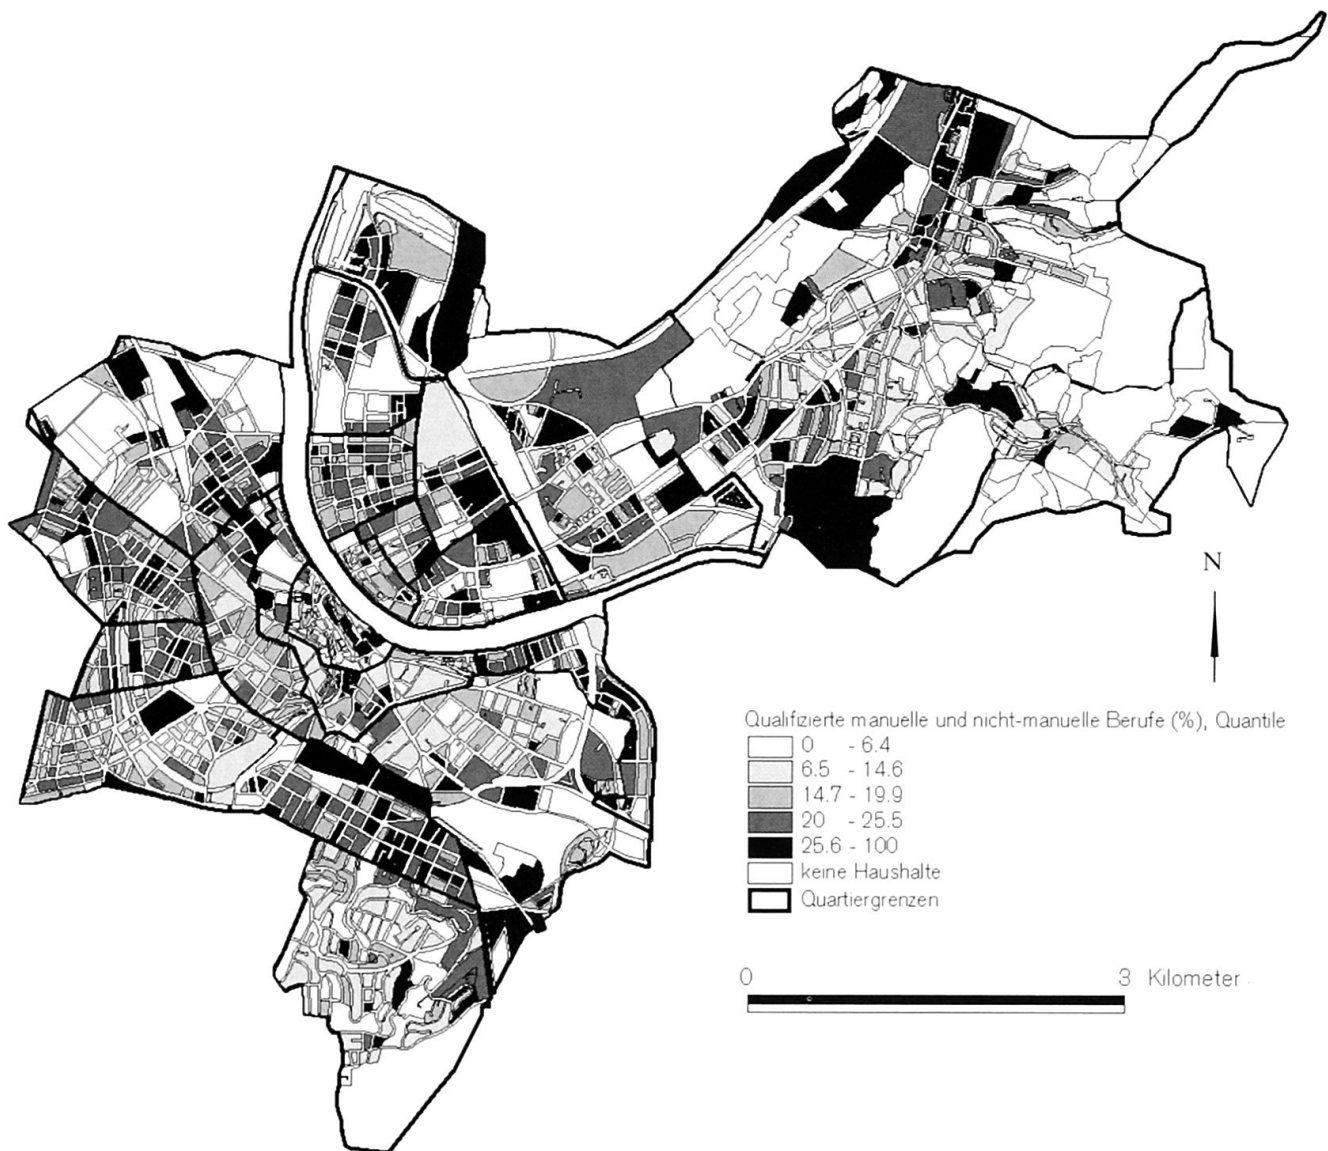 N
Qualifizierte manuelle und nicht-manuelle Berufe (%), Quantile
0 - 6.4
6.5 - 14.6
14.7 - 19.9
20 - 25.5
25.6 - 100
keine Haushalte
Quartiergrenzen
0 3 Kilometer